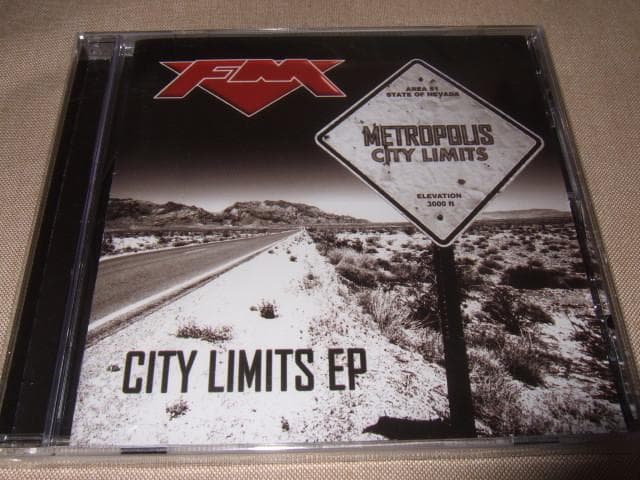 FM
AREA 51
STATE OF NEVADA
METROPOLIS
CITY LIMITS
ELEVATION
3000 ft
CITY LIMITS EP